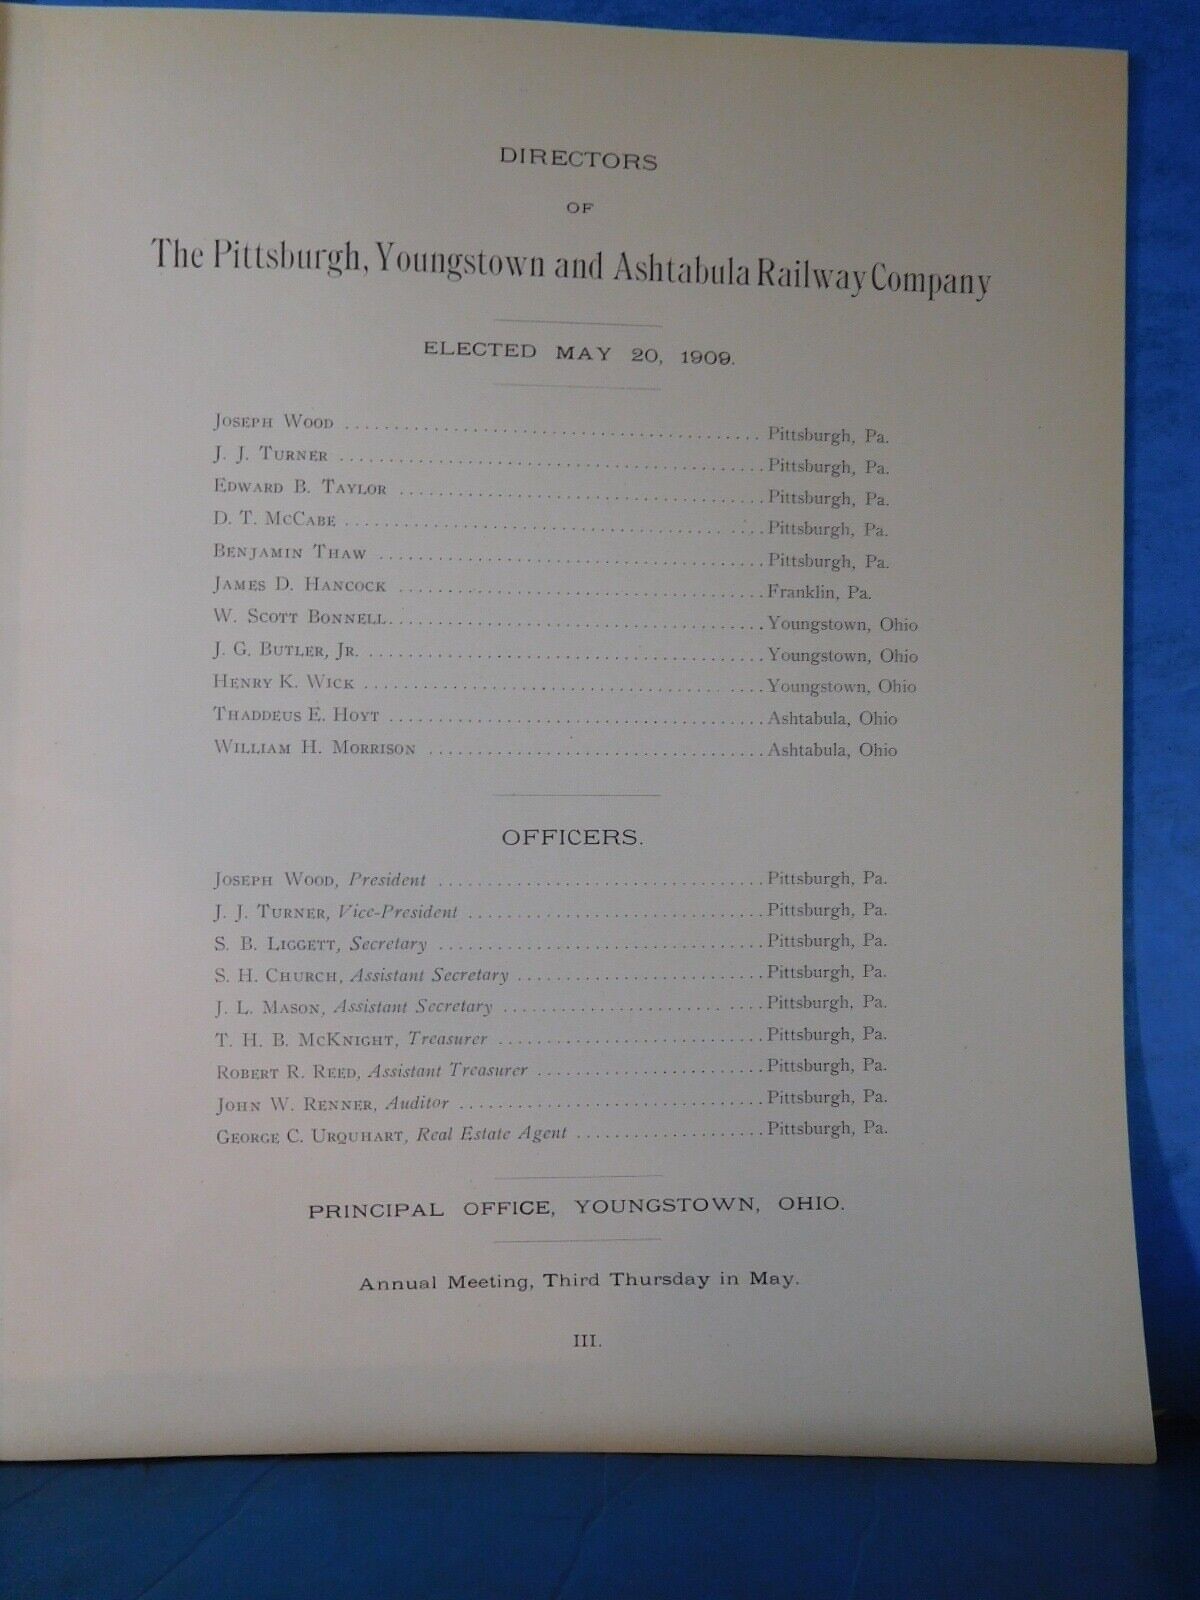 DIRECTORS
OF
The Pittsburgh, Youngstown and Ashtabula Railway Company
ELECTED MAY 20, 1909.
JOSEPH WOOD ........................................ Pittsburgh, Pa.
J. J. TURNER ........................................ Pittsburgh, Pa.
EDWARD B. TAYLOR ........................................ Pittsburgh, Pa.
D. T. MCCABE ........................................ Pittsburgh, Pa.
BENJAMIN THAW ........................................ Pittsburgh, Pa.
JAMES D. HANCOCK ........................................ Franklin, Pa.
W. SCOTT BONNELL ........................................ Youngstown, Ohio
J. G. BUTLER, JR. ........................................ Youngstown, Ohio
HENRY K. WICK ........................................ Youngstown, Ohio
THADDEUS E. HOYT ........................................ Ashtabula, Ohio
WILLIAM H. MORRISON ........................................ Ashtabula, Ohio
OFFICERS.
JOSEPH WOOD, President ................................ Pittsburgh, Pa.
J. J. TURNER, Vice-President ................................ Pittsburgh, Pa.
S. B. LIGGETT, Secretary ................................ Pittsburgh, Pa.
S. H. CHURCH, Assistant Secretary ........................ Pittsburgh, Pa.
J. L. MASON, Assistant Secretary ........................ Pittsburgh, Pa.
T. H. B. MCKNIGHT, Treasurer ........................ Pittsburgh, Pa.
ROBERT R. REED, Assistant Treasurer ........................ Pittsburgh, Pa.
JOHN W. RENNER, Auditor ................................ Pittsburgh, Pa.
GEORGE C. URQUHART, Real Estate Agent .................... Pittsburgh, Pa.
PRINCIPAL OFFICE, YOUNGSTOWN, OHIO.
Annual Meeting, Third Thursday in May.
III.